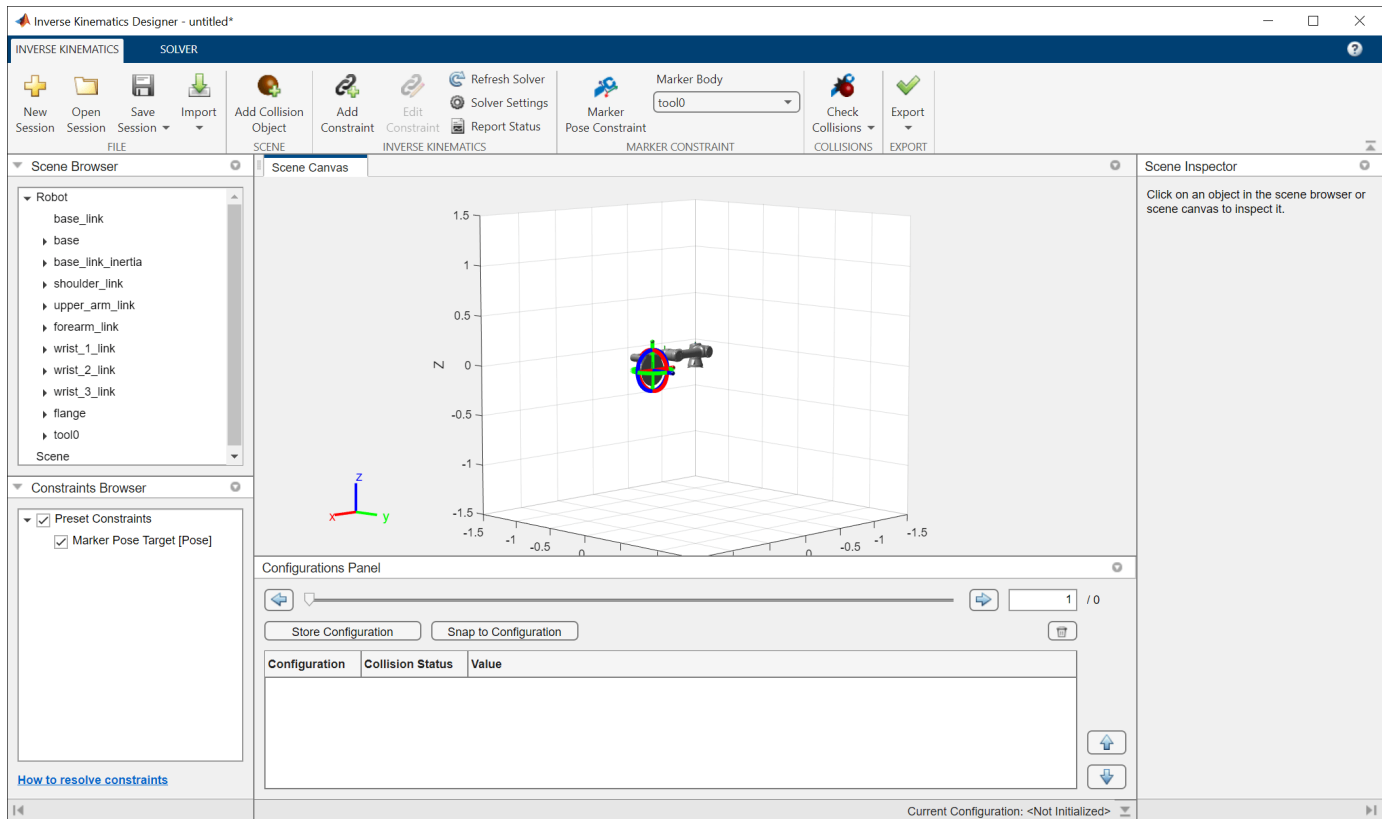 Inverse Kinematics Designer - untitled*
INVERSE KINEMATICS
SOLVER
New Session
Open Session
Save Session
Import
FILE
Add Collision Object
SCENE
Add Constraint
Edit Constraint
Refresh Solver
Solver Settings
Report Status
INVERSE KINEMATICS
Marker Pose Constraint
Marker Body
tool0
MARKER CONSTRAINT
Check Collisions
COLLISIONS
Export
EXPORT
Scene Browser
Robot
base_link
base
base_link_inertia
shoulder_link
upper_arm_link
forearm_link
wrist_1_link
wrist_2_link
wrist_3_link
flange
tool0
Scene
Constraints Browser
Preset Constraints
Marker Pose Target [Pose]
How to resolve constraints
Scene Canvas
1.5
1
0.5
Z
0
-0.5
-1
-1.5
-1.5
-1
-0.5
0
0
-0.5
-1
-1.5
z
x
y
Configurations Panel
1 / 0
Store Configuration
Snap to Configuration
Configuration
Collision Status
Value
Current Configuration: <Not Initialized>
Scene Inspector
Click on an object in the scene browser or
scene canvas to inspect it.